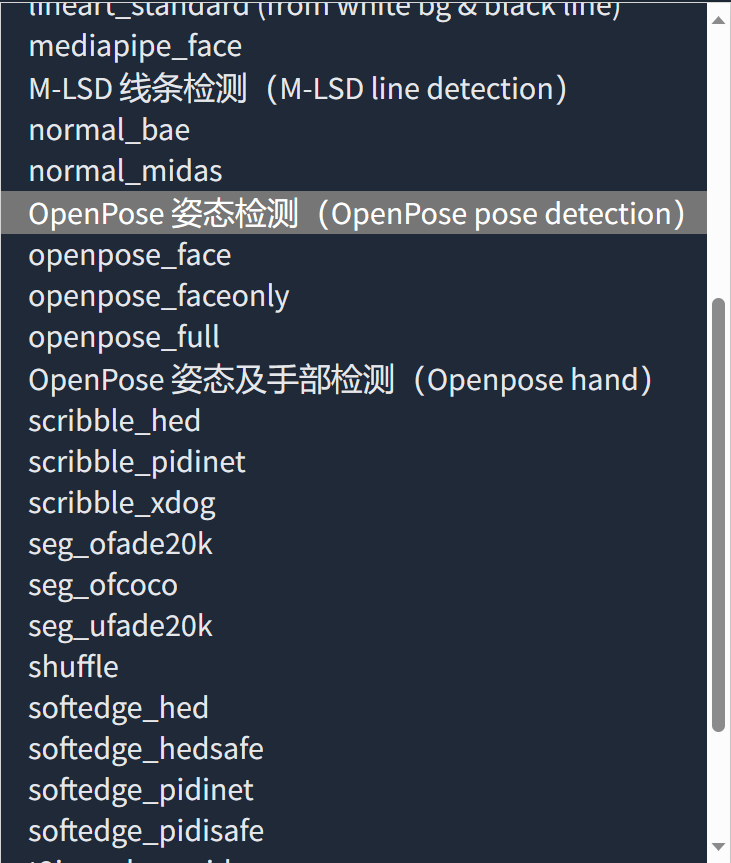 lineart_standard (from white bg & black line)
mediapipe_face
M-LSD 线条检测（M-LSD line detection）
normal_bae
normal_midas
OpenPose 姿态检测（OpenPose pose detection）
openpose_face
openpose_faceonly
openpose_full
OpenPose 姿态及手部检测（Openpose hand）
scribble_hed
scribble_pidinet
scribble_xdog
seg_ofade20k
seg_ofcoco
seg_ufade20k
shuffle
softedge_hed
softedge_hedsafe
softedge_pidinet
softedge_pidisafe